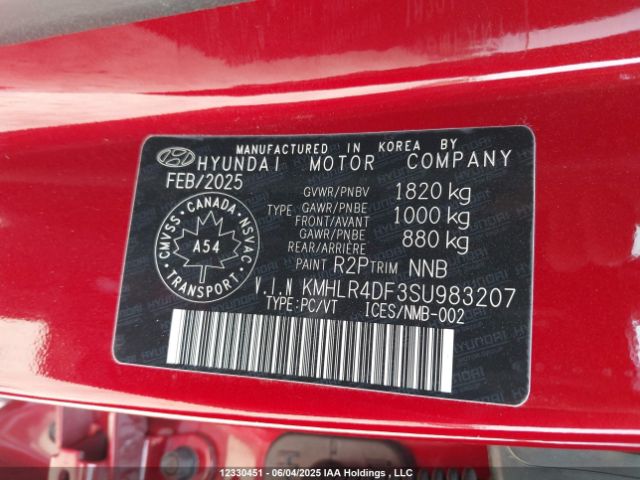 MANUFACTURED IN KOREA BY
HYUNDAI MOTOR COMPANY
FEB/2025
GVWR/PNBV 1820 kg
TYPE GAWR/PNBE FRONT/AVANT 1000 kg
GAWR/PNBE REAR/ARRIÈRE 880 kg
CMVSS · CANADA · NSVAC
A54
TRANSPORT
PAINT R2P TRIM NNB
V.I.N KMHLR4DF3SU983207
TYPE:PC/VT ICES/NMB-002
12330451 - 06/04/2025 IAA Holdings , LLC